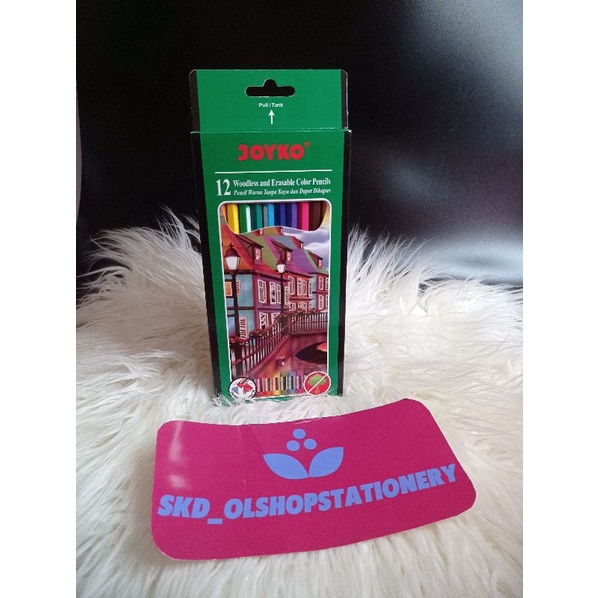 Pull / Tarik
JOYKO
12 Woodless and Erasable Color Pencils
Pensil Warna Tanpa Kayu dan Dapat Dihapus
SKD_OLSHOPSTATIONERY